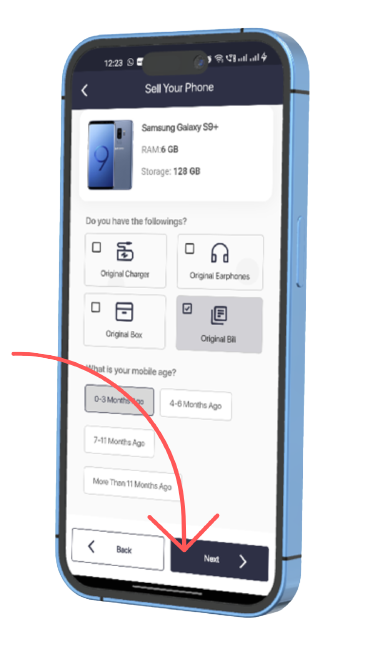 12:23
Sell Your Phone
Samsung Galaxy S9+
RAM:6 GB
Storage: 128 GB
Do you have the followings?
Original Charger
Original Earphones
Original Box
Original Bill
What is your mobile age?
0-3 Months Ago
4-6 Months Ago
7-11 Months Ago
More Than 11 Months Ago
Back
Next